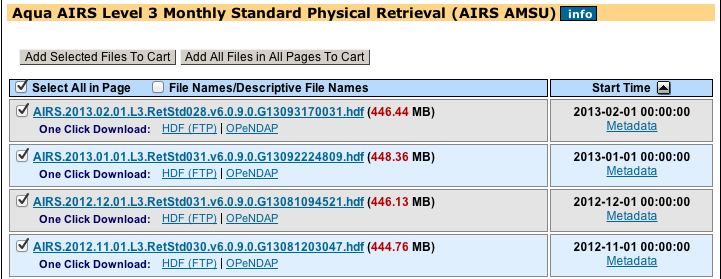 Aqua AIRS Level 3 Monthly Standard Physical Retrieval (AIRS AMSU) info
Add Selected Files To Cart Add All Files in All Pages To Cart
Select All in Page File Names/Descriptive File Names Start Time
AIRS.2013.02.01.L3.RetStd028.v6.0.9.0.G13093170031.hdf (446.44 MB) 2013-02-01 00:00:00
One Click Download: HDF (FTP) | OPeNDAP Metadata
AIRS.2013.01.01.L3.RetStd031.v6.0.9.0.G13092224809.hdf (448.36 MB) 2013-01-01 00:00:00
One Click Download: HDF (FTP) | OPeNDAP Metadata
AIRS.2012.12.01.L3.RetStd031.v6.0.9.0.G13081094521.hdf (446.13 MB) 2012-12-01 00:00:00
One Click Download: HDF (FTP) | OPeNDAP Metadata
AIRS.2012.11.01.L3.RetStd030.v6.0.9.0.G13081203047.hdf (444.76 MB) 2012-11-01 00:00:00
One Click Download: HDF (FTP) | OPeNDAP Metadata